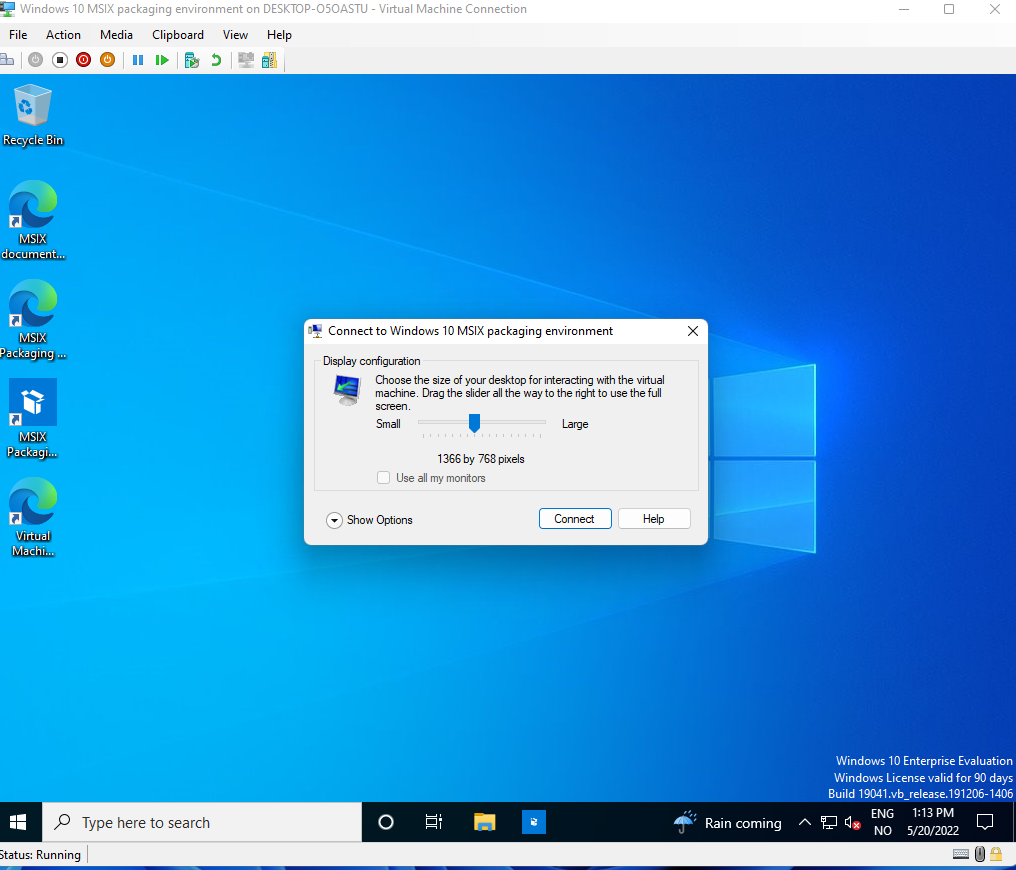 Windows 10 MSIX packaging environment on DESKTOP-O5OASTU - Virtual Machine Connection
File Action Media Clipboard View Help
Recycle Bin
MSIX
document...
MSIX
Packaging ...
MSIX
Packagi...
Virtual
Machi...
Connect to Windows 10 MSIX packaging environment
Display configuration
Choose the size of your desktop for interacting with the virtual
machine. Drag the slider all the way to the right to use the full
screen.
Small Large
1366 by 768 pixels
Use all my monitors
Show Options Connect Help
Windows 10 Enterprise Evaluation
Windows License valid for 90 days
Build 19041.vb_release.191206-1406
Type here to search
Rain coming
ENG
NO
1:13 PM
5/20/2022
Status: Running